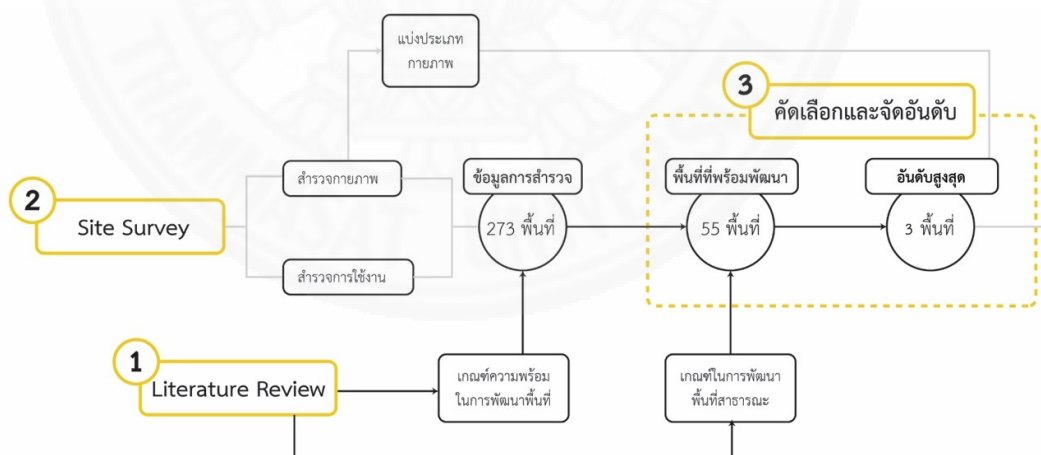 แบ่งประเภท
กายภาพ
3
คัดเลือกและจัดอันดับ
สำรวจกายภาพ
ข้อมูลการสำรวจ
พื้นที่ที่พร้อมพัฒนา
อันดับสูงสุด
2
Site Survey
273 พื้นที่
55 พื้นที่
3 พื้นที่
สำรวจการใช้งาน
1
Literature Review
เกณฑ์ความพร้อม
ในการพัฒนาพื้นที่
เกณฑ์ในการพัฒนา
พื้นที่สาธารณะ